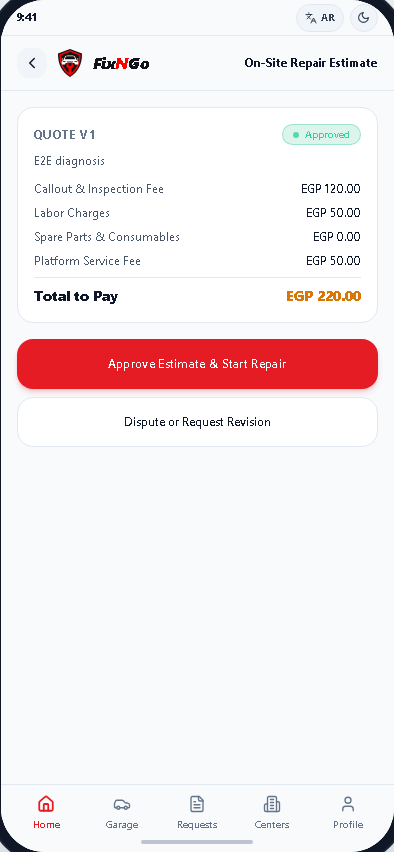 9:41
AR
FixNGo
On-Site Repair Estimate
QUOTE V1
Approved
E2E diagnosis
Callout & Inspection Fee EGP 120.00
Labor Charges EGP 50.00
Spare Parts & Consumables EGP 0.00
Platform Service Fee EGP 50.00
Total to Pay EGP 220.00
Approve Estimate & Start Repair
Dispute or Request Revision
Home Garage Requests Centers Profile